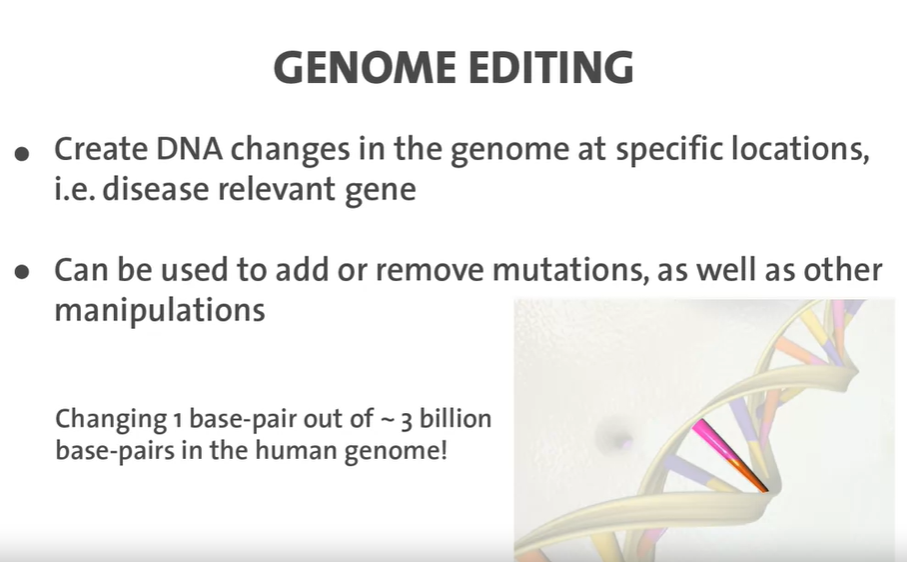 GENOME EDITING
• Create DNA changes in the genome at specific locations,
i.e. disease relevant gene
• Can be used to add or remove mutations, as well as other
manipulations
Changing 1 base-pair out of ~ 3 billion
base-pairs in the human genome!